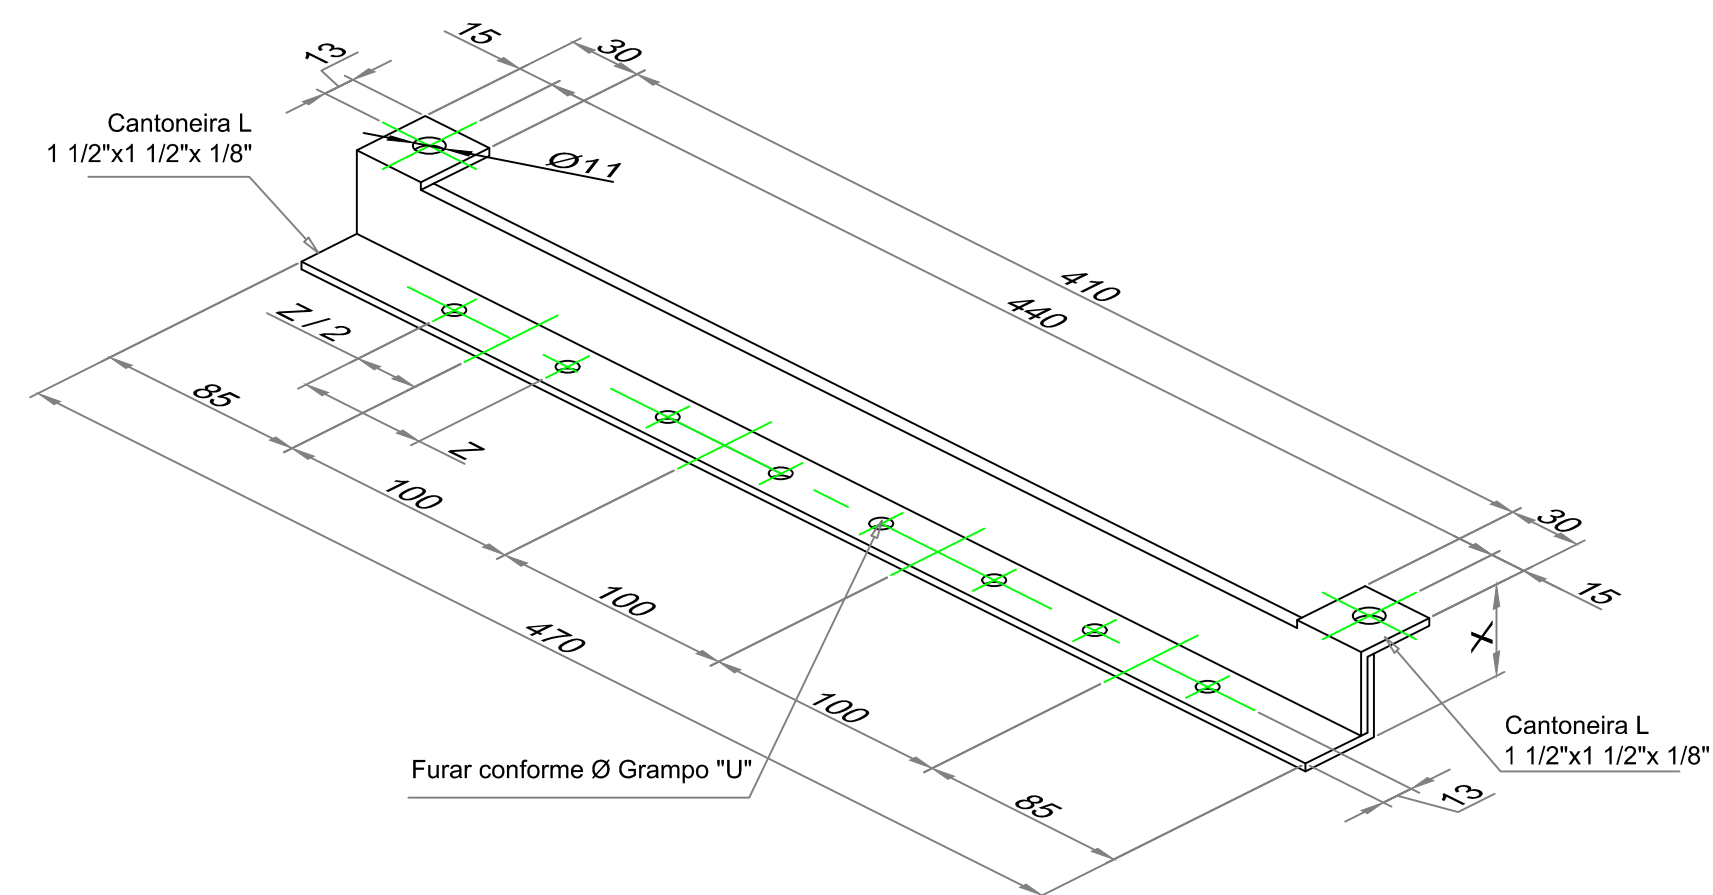 13
15
30
Cantoneira L
1 1/2"x1 1/2"x 1/8"
Ø11
410
440
Z / 2
85
Z
100
30
15
100
470
X
100
Cantoneira L
1 1/2"x1 1/2"x 1/8"
Furar conforme Ø Grampo "U"
85
13